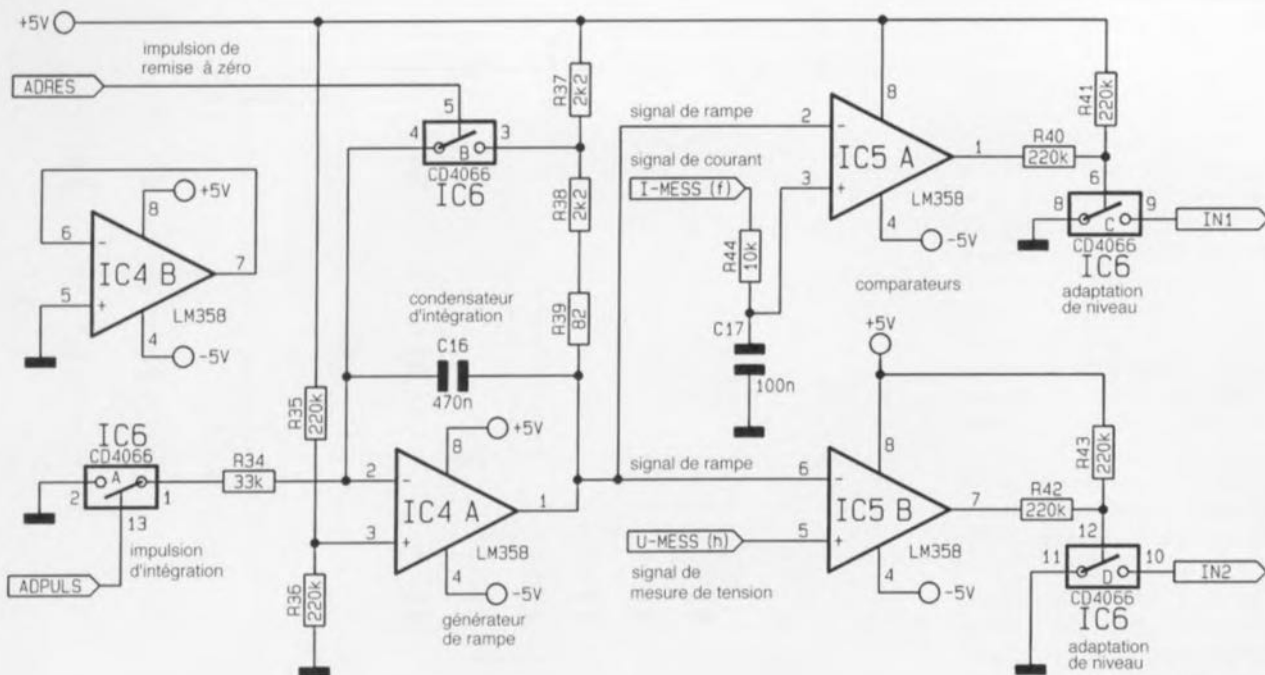 +5V
impulsion de
remise à zéro
ADRES
5
4
3
B
CD4066
IC6
R37
2k2
R38
2k2
R39
82
signal de rampe
signal de courant
I-MESS (f)
R44
10k
C17
100n
2
-
3
+
IC5 A
8
1
LM358
4
-5V
comparateurs
R40
220k
R41
220k
6
8
9
C
CD4066
IC6
adaptation
de niveau
IN1
+5V
8
6
-
5
+
IC4 B
7
LM358
4
-5V
condensateur
d'intégration
C16
470n
R35
220k
R36
220k
IC6
CD4066
A
2
1
13
R34
33k
impulsion
d'intégration
ADPULS
2
-
3
+
IC4 A
8
+5V
1
LM358
4
-5V
générateur
de rampe
signal de rampe
U-MESS (h)
signal de
mesure de tension
+5V
8
6
-
5
+
IC5 B
7
LM358
4
-5V
R42
220k
R43
220k
12
11
10
D
CD4066
IC6
adaptation
de niveau
IN2